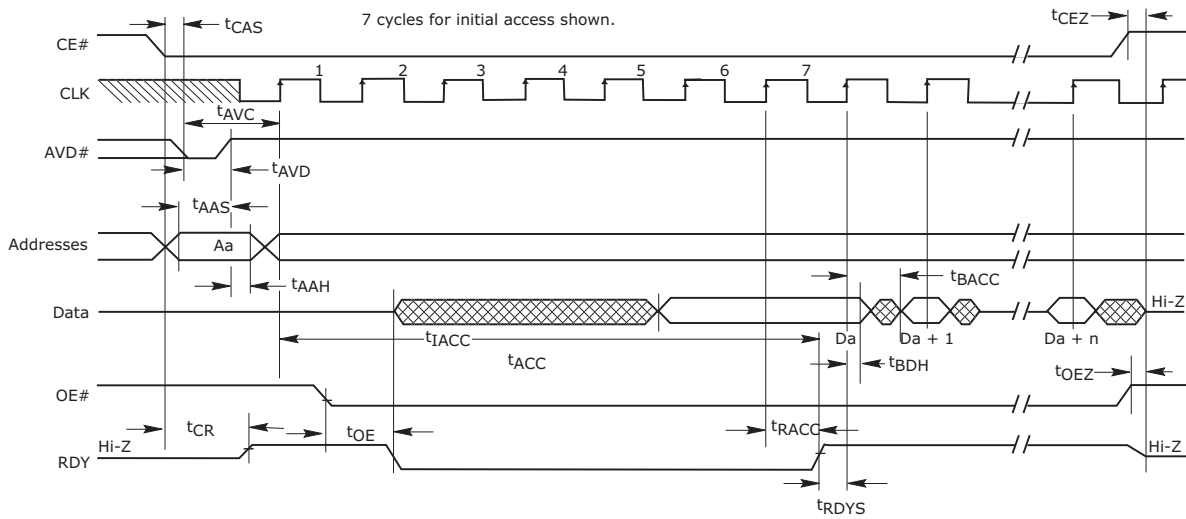 7 cycles for initial access shown.
tCAS
tCEZ
CE#
1 2 3 4 5 6 7
CLK
tAVC
AVD#
tAVD
tAAS
Addresses
Aa
tAAH
tBACC
Data
Hi-Z
tIACC
Da
Da + 1
Da + n
tACC
tBDH
tOEZ
OE#
tCR
tOE
tRACC
Hi-Z
Hi-Z
RDY
tRDYS